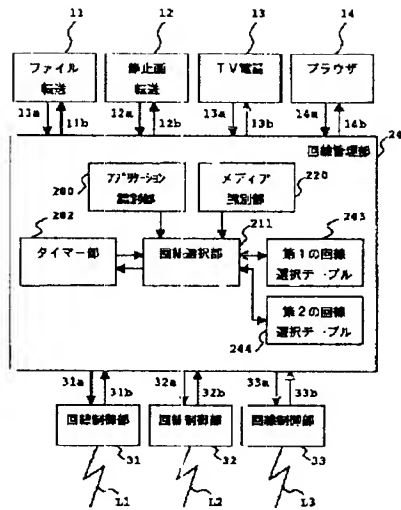 11
12
13
14
ファイル
転送
静止画
転送
TV電話
ブラウザ
11a
11b
12a
12b
13a
13b
14a
14b
回線管理部
200
アプリケーション
識別部
メディア
識別部
220
202
211
203
タイマー部
回線選択部
第1の回線
選択テーブル
第2の回線
選択テーブル
244
31a
31b
32a
32b
33a
33b
回線制御部
回線制御部
回線制御部
31
32
33
L1
L2
L3